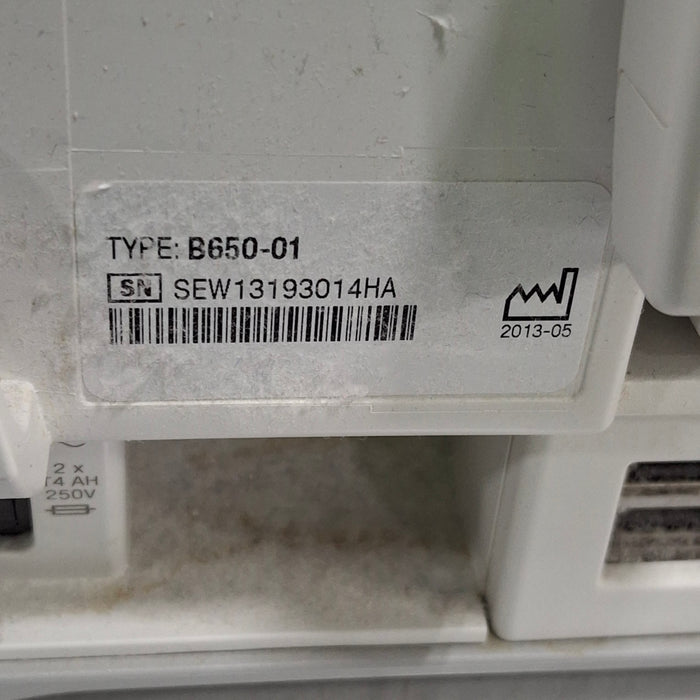 TYPE: B650-01
SN SEW13193014HA
2013-05
2 x
T4 AH
250V